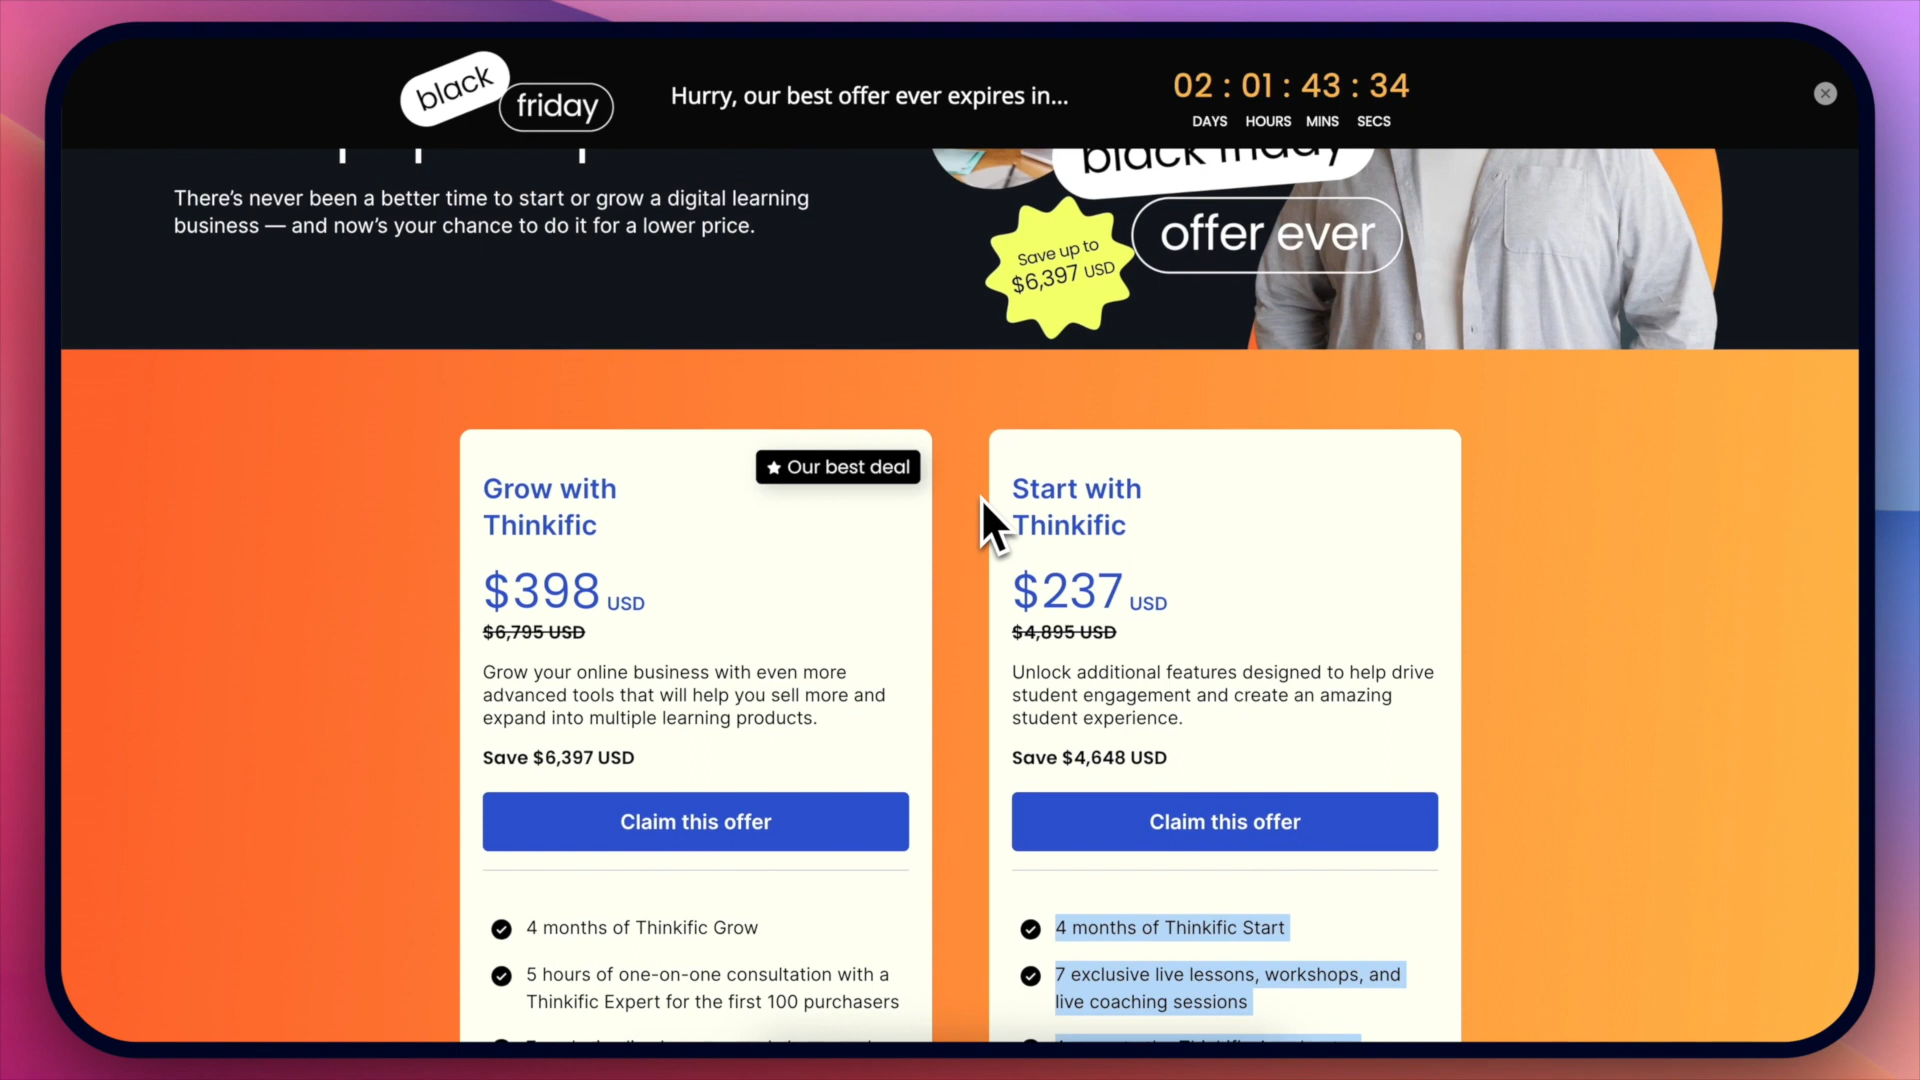 black
friday
Hurry, our best offer ever expires in...
02 : 01 : 43 : 34
DAYS HOURS MINS SECS
There's never been a better time to start or grow a digital learning
business — and now's your chance to do it for a lower price.
black friday
offer ever
Save up to
$6,397 USD
Our best deal
Grow with
Thinkific
$398 USD
$6,795 USD
Grow your online business with even more
advanced tools that will help you sell more and
expand into multiple learning products.
Save $6,397 USD
Claim this offer
4 months of Thinkific Grow
5 hours of one-on-one consultation with a
Thinkific Expert for the first 100 purchasers
Start with
Thinkific
$237 USD
$4,895 USD
Unlock additional features designed to help drive
student engagement and create an amazing
student experience.
Save $4,648 USD
Claim this offer
4 months of Thinkific Start
7 exclusive live lessons, workshops, and
live coaching sessions